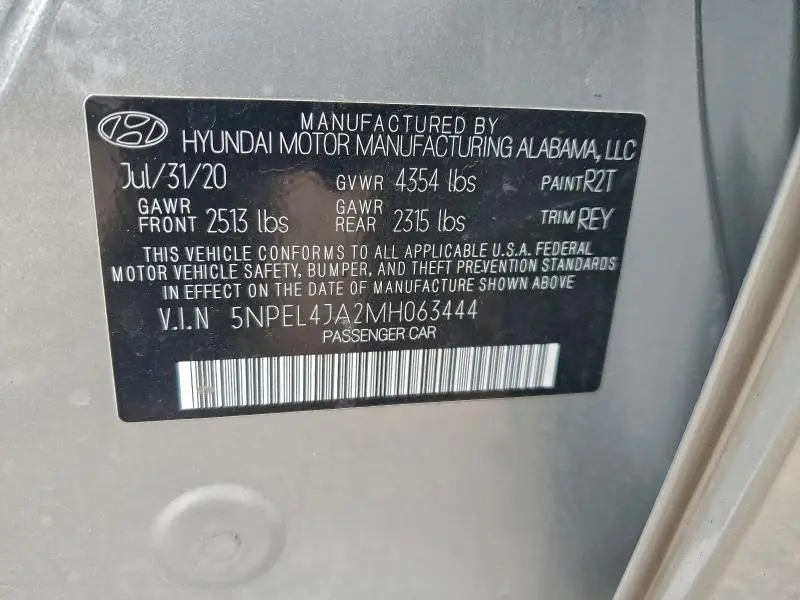 MANUFACTURED BY
HYUNDAI MOTOR MANUFACTURING ALABAMA, LLC
Jul/31/20 GVWR 4354 lbs PAINT R2T
GAWR FRONT 2513 lbs GAWR REAR 2315 lbs TRIM REY
THIS VEHICLE CONFORMS TO ALL APPLICABLE U.S.A. FEDERAL
MOTOR VEHICLE SAFETY, BUMPER, AND THEFT PREVENTION STANDARDS
IN EFFECT ON THE DATE OF MANUFACTURE SHOWN ABOVE
V.I.N 5NPEL4JA2MH063444
PASSENGER CAR